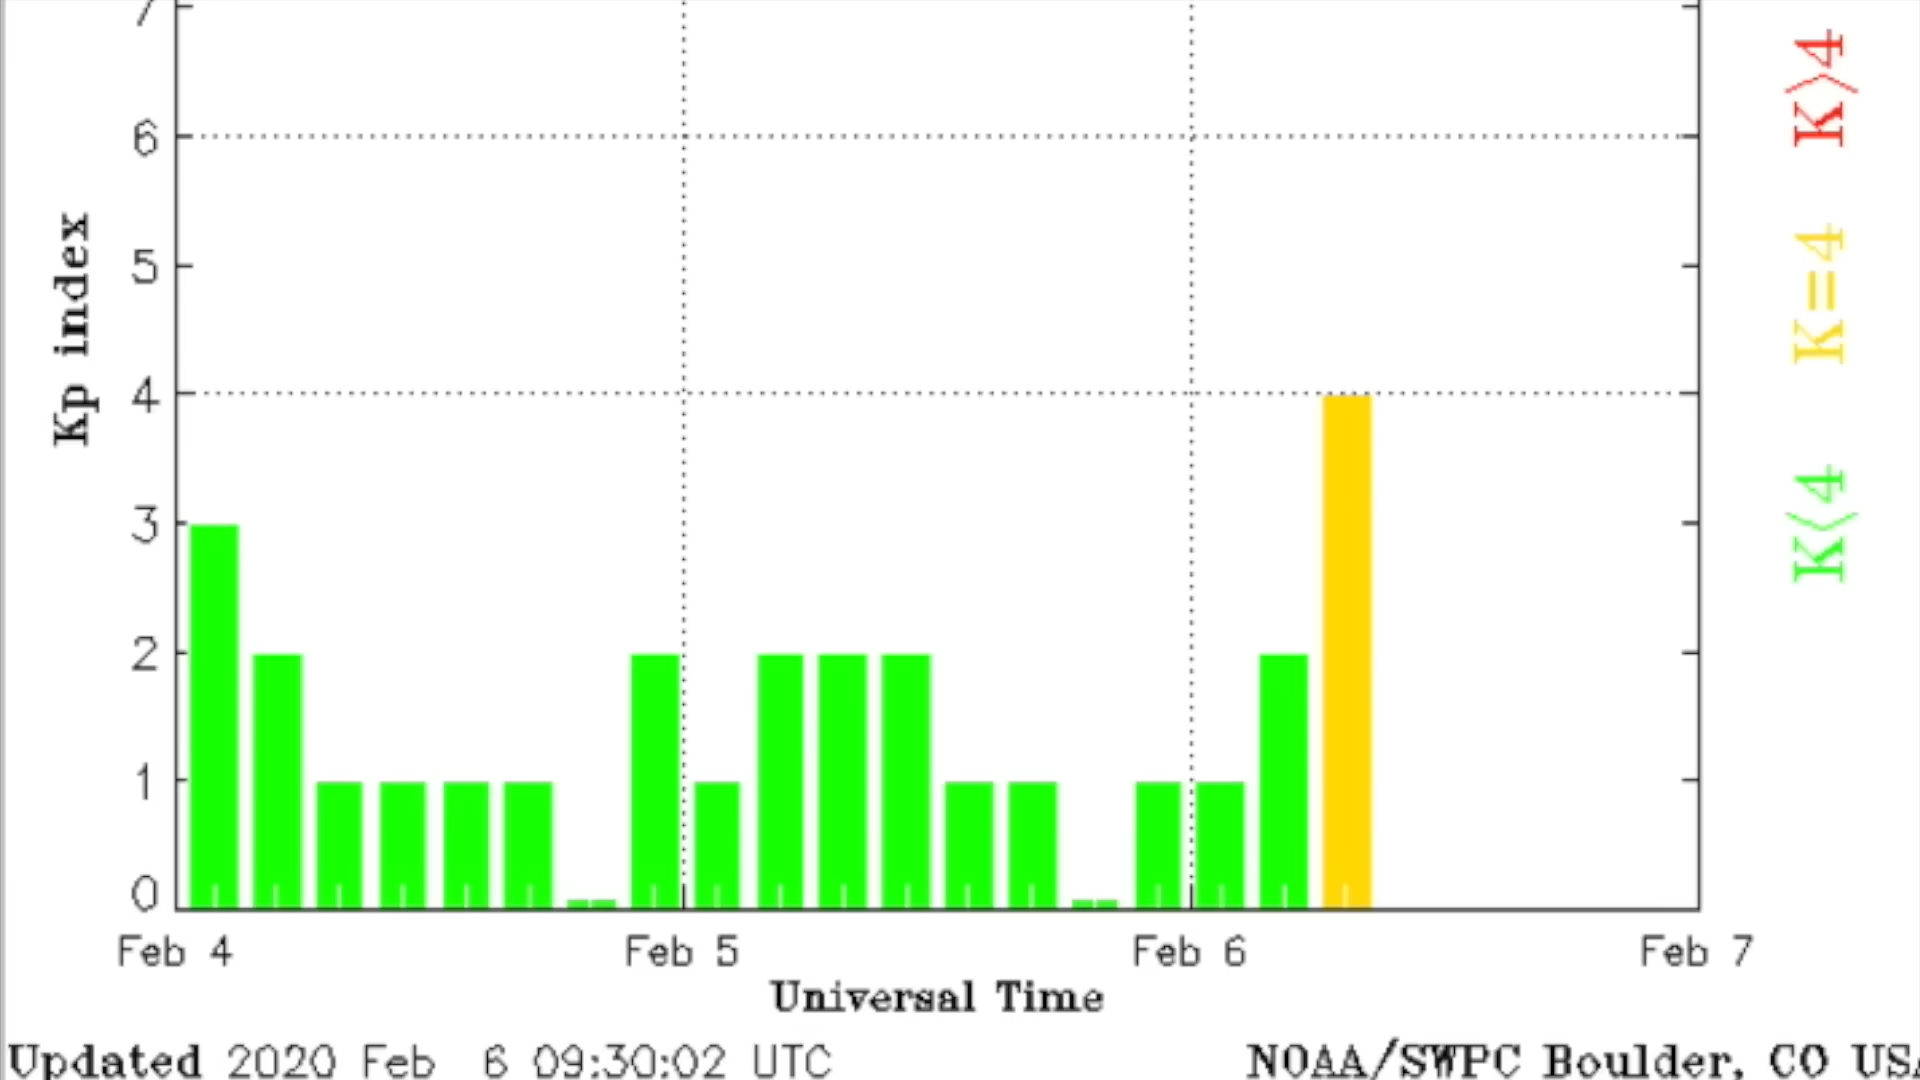 7
6
5
4
3
2
1
0
Kp index
K>4
K=4
K<4
Feb 4 Feb 5 Feb 6 Feb 7
Universal Time
Updated 2020 Feb 6 09:30:02 UTC
NOAA/SWPC Boulder, CO USA